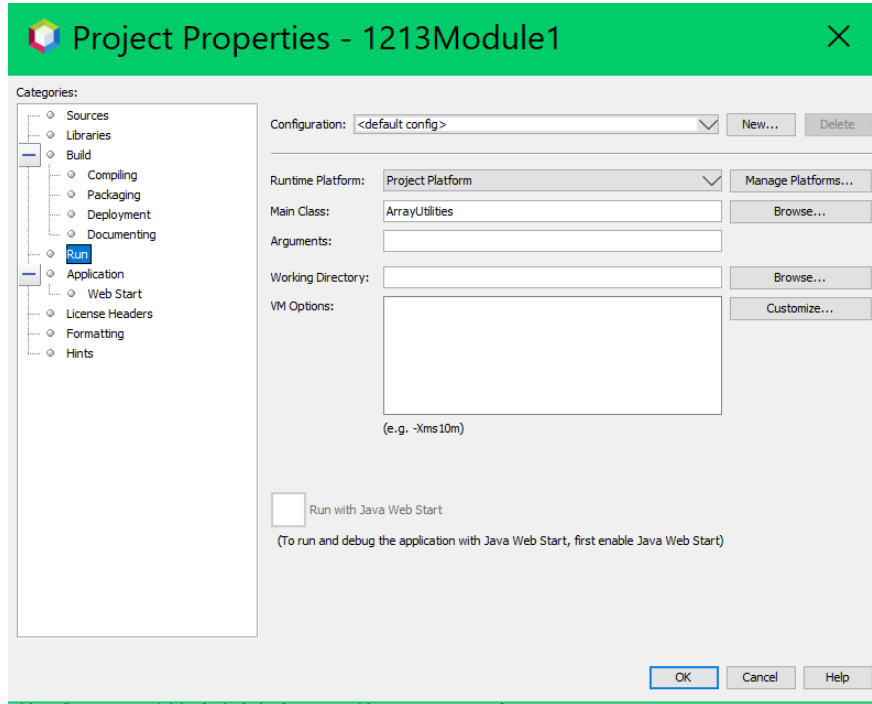 Project Properties - 1213Module1
Categories:
Sources
Libraries
Build
Compiling
Packaging
Deployment
Documenting
Run
Application
Web Start
License Headers
Formatting
Hints
Configuration: <default config> New... Delete
Runtime Platform: Project Platform Manage Platforms...
Main Class: ArrayUtilities Browse...
Arguments:
Working Directory: Browse...
VM Options: Customize...
(e.g. -Xms10m)
Run with Java Web Start
(To run and debug the application with Java Web Start, first enable Java Web Start)
OK Cancel Help